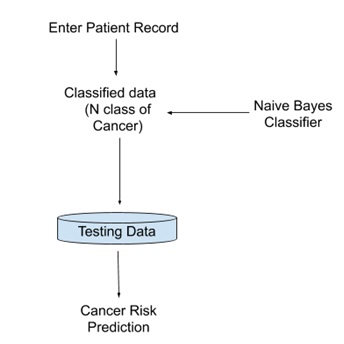 Enter Patient Record
Classified data
(N class of
Cancer)
Naive Bayes
Classifier
Testing Data
Cancer Risk
Prediction